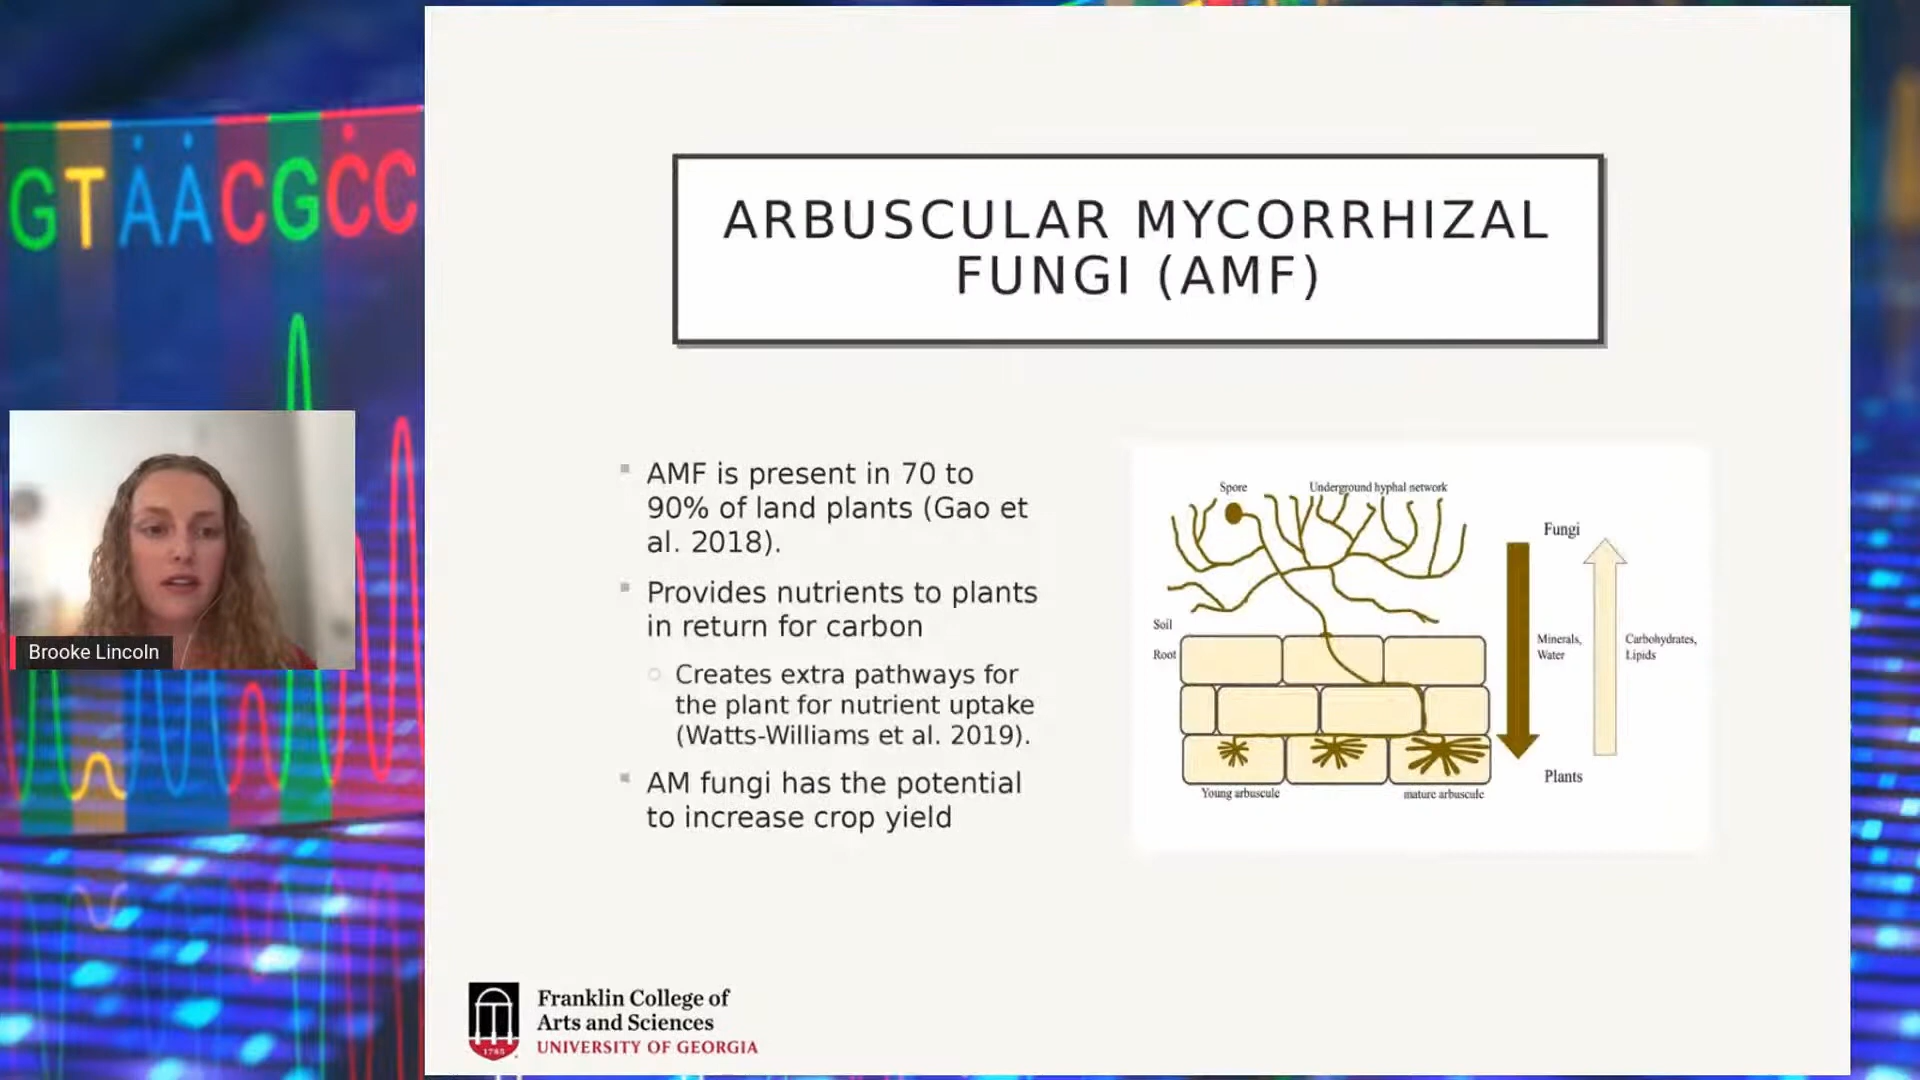 GTAACGCC
Brooke Lincoln
ARBUSCULAR MYCORRHIZAL
FUNGI (AMF)
AMF is present in 70 to
90% of land plants (Gao et
al. 2018).
Provides nutrients to plants
in return for carbon
Creates extra pathways for
the plant for nutrient uptake
(Watts-Williams et al. 2019).
AM fungi has the potential
to increase crop yield
Spore
Underground hyphal network
Soil
Root
Young arbuscule
mature arbuscule
Fungi
Minerals,
Water
Carbohydrates,
Lipids
Plants
1785
Franklin College of
Arts and Sciences
UNIVERSITY OF GEORGIA